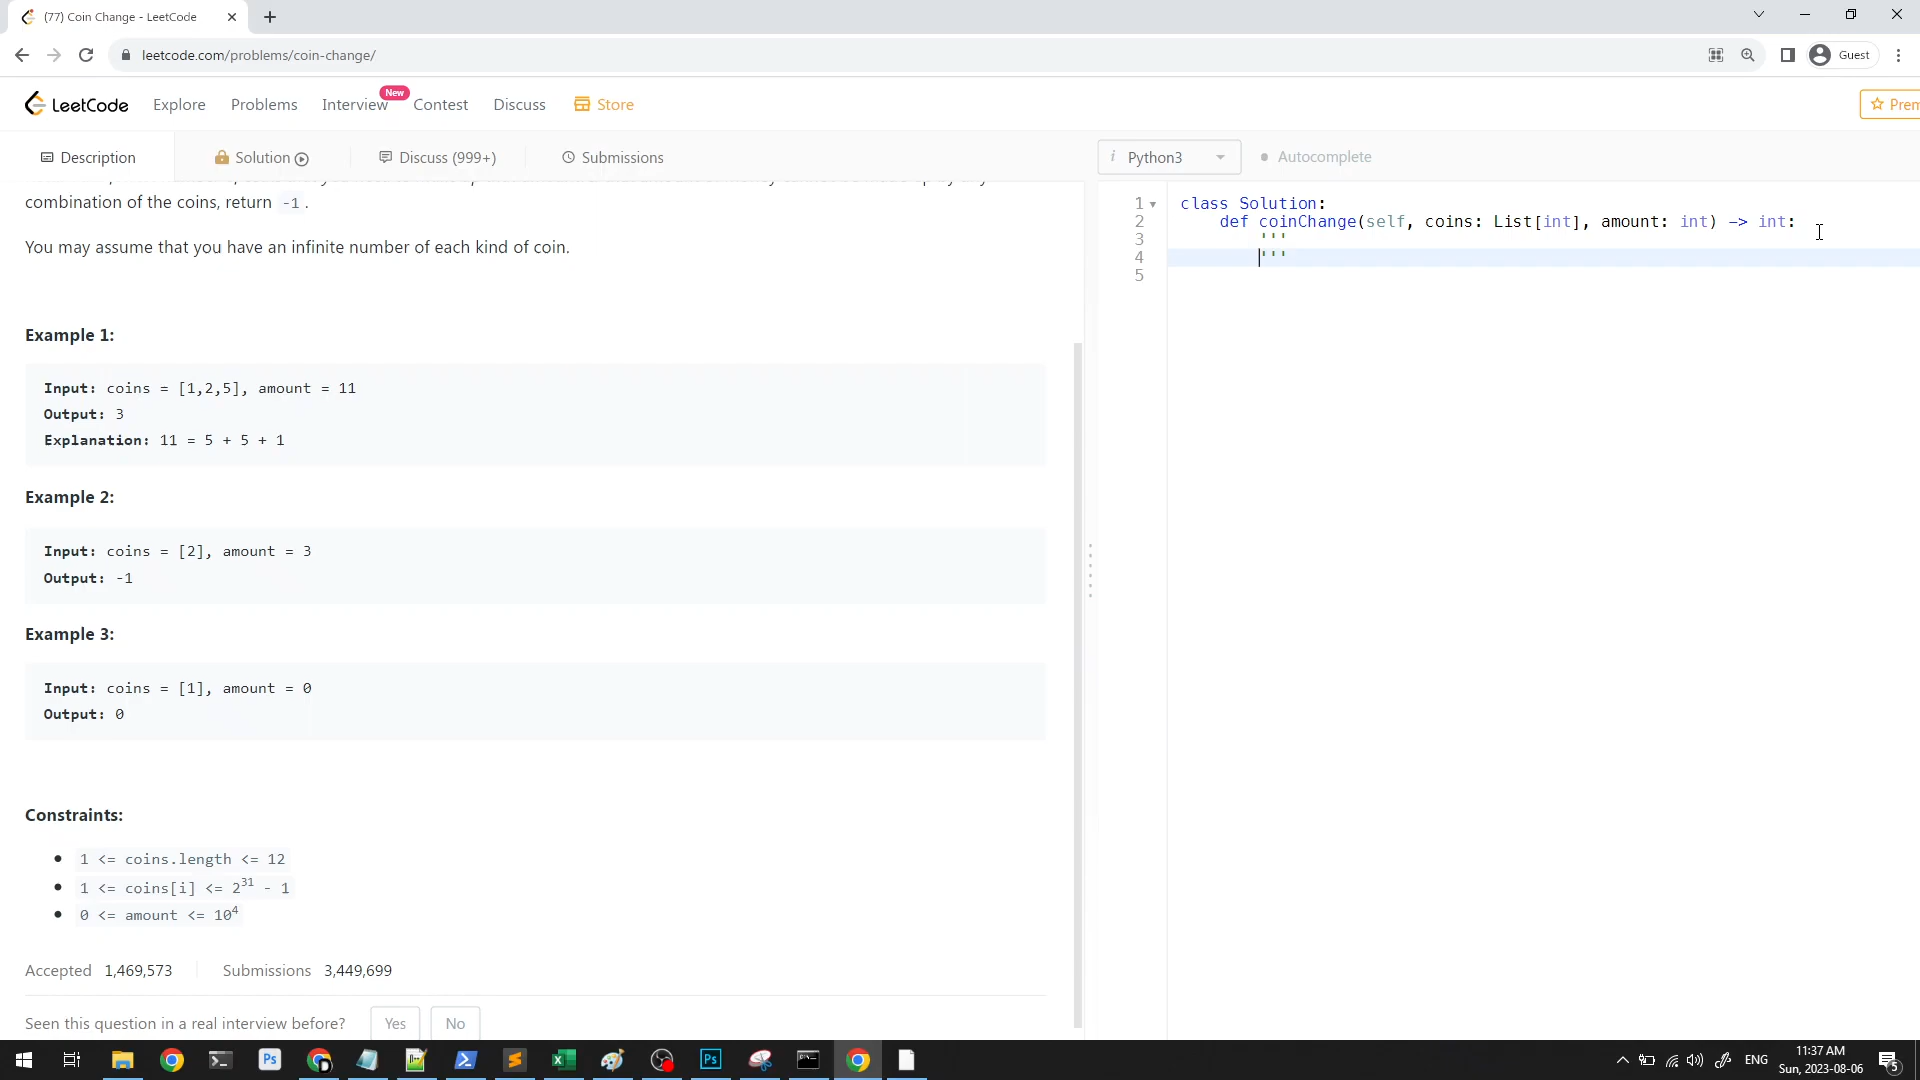 (77) Coin Change - LeetCode
leetcode.com/problems/coin-change/
Guest
LeetCode
Explore
Problems
Interview
New
Contest
Discuss
Store
Prem
Description
Solution
Discuss (999+)
Submissions
Python3
Autocomplete
combination of the coins, return -1.
You may assume that you have an infinite number of each kind of coin.
Example 1:
Input: coins = [1,2,5], amount = 11
Output: 3
Explanation: 11 = 5 + 5 + 1
Example 2:
Input: coins = [2], amount = 3
Output: -1
Example 3:
Input: coins = [1], amount = 0
Output: 0
Constraints:
1 <= coins.length <= 12
1 <= coins[i] <= 2^31 - 1
0 <= amount <= 10^4
Accepted 1,469,573
Submissions 3,449,699
Seen this question in a real interview before?
Yes
No
1 class Solution:
2 def coinChange(self, coins: List[int], amount: int) -> int:
3 '''
4 '''
5
ENG
11:37 AM
Sun, 2023-08-06
5